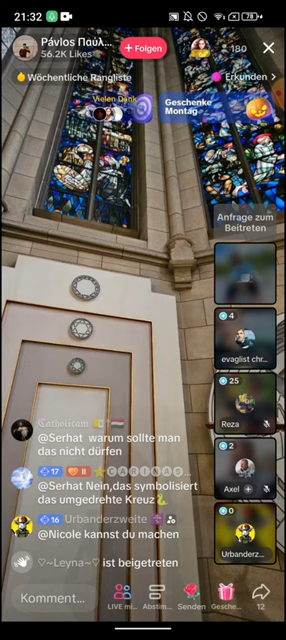 21:32
79%
Pávlos Παύλ...
56.2K Likes
+ Folgen
180
Wöchentliche Rangliste
Erkunden >
Vielen Dank
Geschenke
Montag
Anfrage zum
Beitreten
4
evaglist chr...
25
Reza
2
Axel
0
Urbanderz...
ℭ𝔞𝔱𝔥𝔬𝔩𝔦𝔠𝔞𝔪
@Serhat warum sollte man
das nicht dürfen
17 II 🅒🅐🅡🅘🅝🅐🅢...
@Serhat Nein,das symbolisiert
das umgedrehte Kreuz
16 Urbanderzweite
@Nicole kannst du machen
♡~Leyna~♡ ist beigetreten
Komment...
LIVE mi...
Abstim...
Senden
Gesche...
12